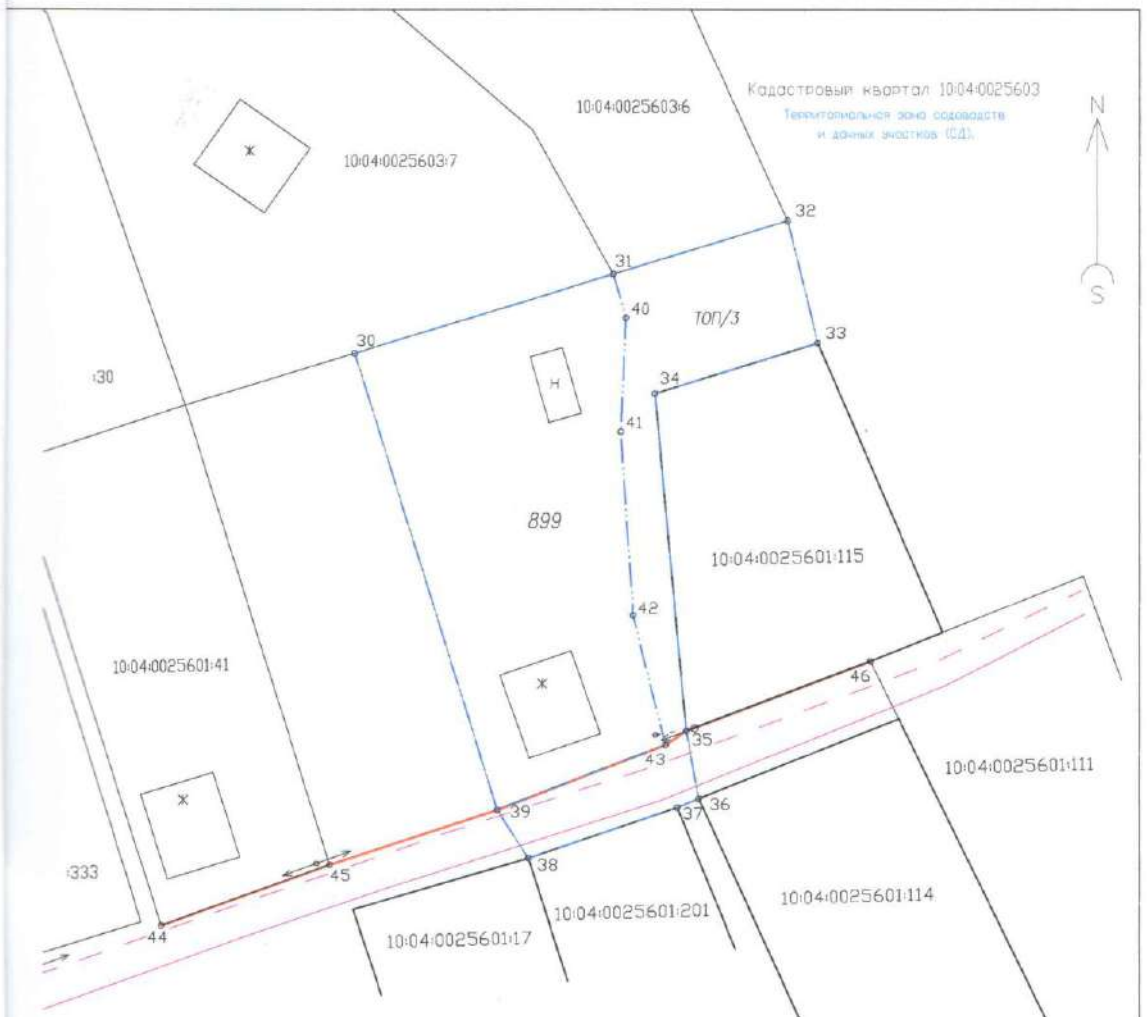 Кадастровый квартал 10:04:0025603
Территориальная зона садоводств
и дачных участков (СД).
N
S
10:04:0025603:6
10:04:0025603:7
ж
32
31
40
ТОП/3
30
33
:30
34
н
41
899
10:04:0025601:115
42
10:04:0025601:41
46
ж
35
43
10:04:0025601:111
ж
39
36
37
45
38
:333
10:04:0025601:114
10:04:0025601:201
44
10:04:0025601:17